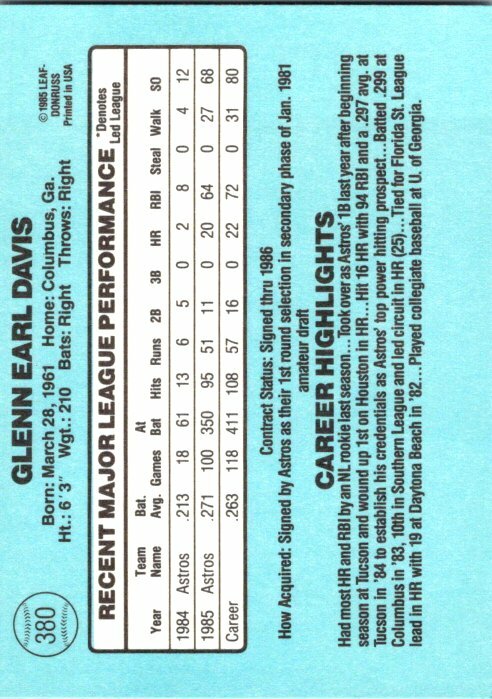 380
GLENN EARL DAVIS
©1985 LEAF-
DONRUSS
Printed in USA
Born: March 28, 1961 Home: Columbus, Ga.
Ht.: 6'3" Wgt.: 210 Bats: Right Throws: Right
RECENT MAJOR LEAGUE PERFORMANCE
*Denotes
Led League
Year Team Bat. Avg. Games At Bat Hits Runs 2B 3B HR RBI Steal Walk SO
1984 Astros .213 18 61 13 6 5 0 2 8 0 4 12
1985 Astros .271 100 350 95 51 11 0 20 64 0 27 68
Career .263 118 411 108 57 16 0 22 72 0 31 80
Contract Status: Signed thru 1986
How Acquired: Signed by Astros as their 1st round selection in secondary phase of Jan. 1981
amateur draft
CAREER HIGHLIGHTS
Had most HR and RBI by an NL rookie last season... Took over as Astros' 1B last year after beginning
season at Tucson and wound up 1st on Houston in HR... Hit 16 HR with 94 RBI and a .297 avg. at
Tucson in '84 to establish his credentials as Astros' top power hitting prospect... Batted .299 at
Columbus in '83, 10th in Southern League and led circuit in HR (25)... Tied for Florida St. League
lead in HR with 19 at Daytona Beach in '82... Played collegiate baseball at U. of Georgia.